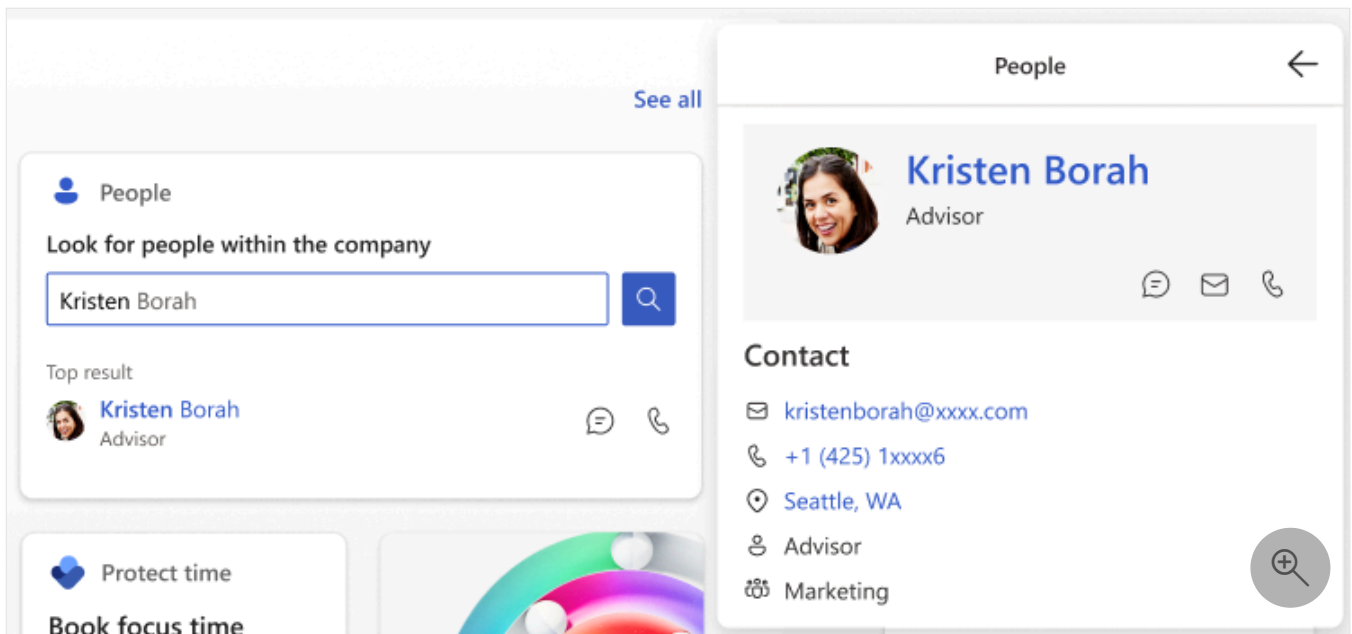 See all
People
Look for people within the company
Kristen Borah
Top result
Kristen Borah
Advisor
Protect time
Book focus time
People
Kristen Borah
Advisor
Contact
kristenborah@xxxx.com
+1 (425) 1xxxx6
Seattle, WA
Advisor
Marketing